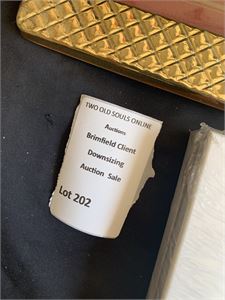 TWO OLD SOULS ONLINE
Auctions
Brimfield Client
Downsizing
Auction Sale
Lot 202